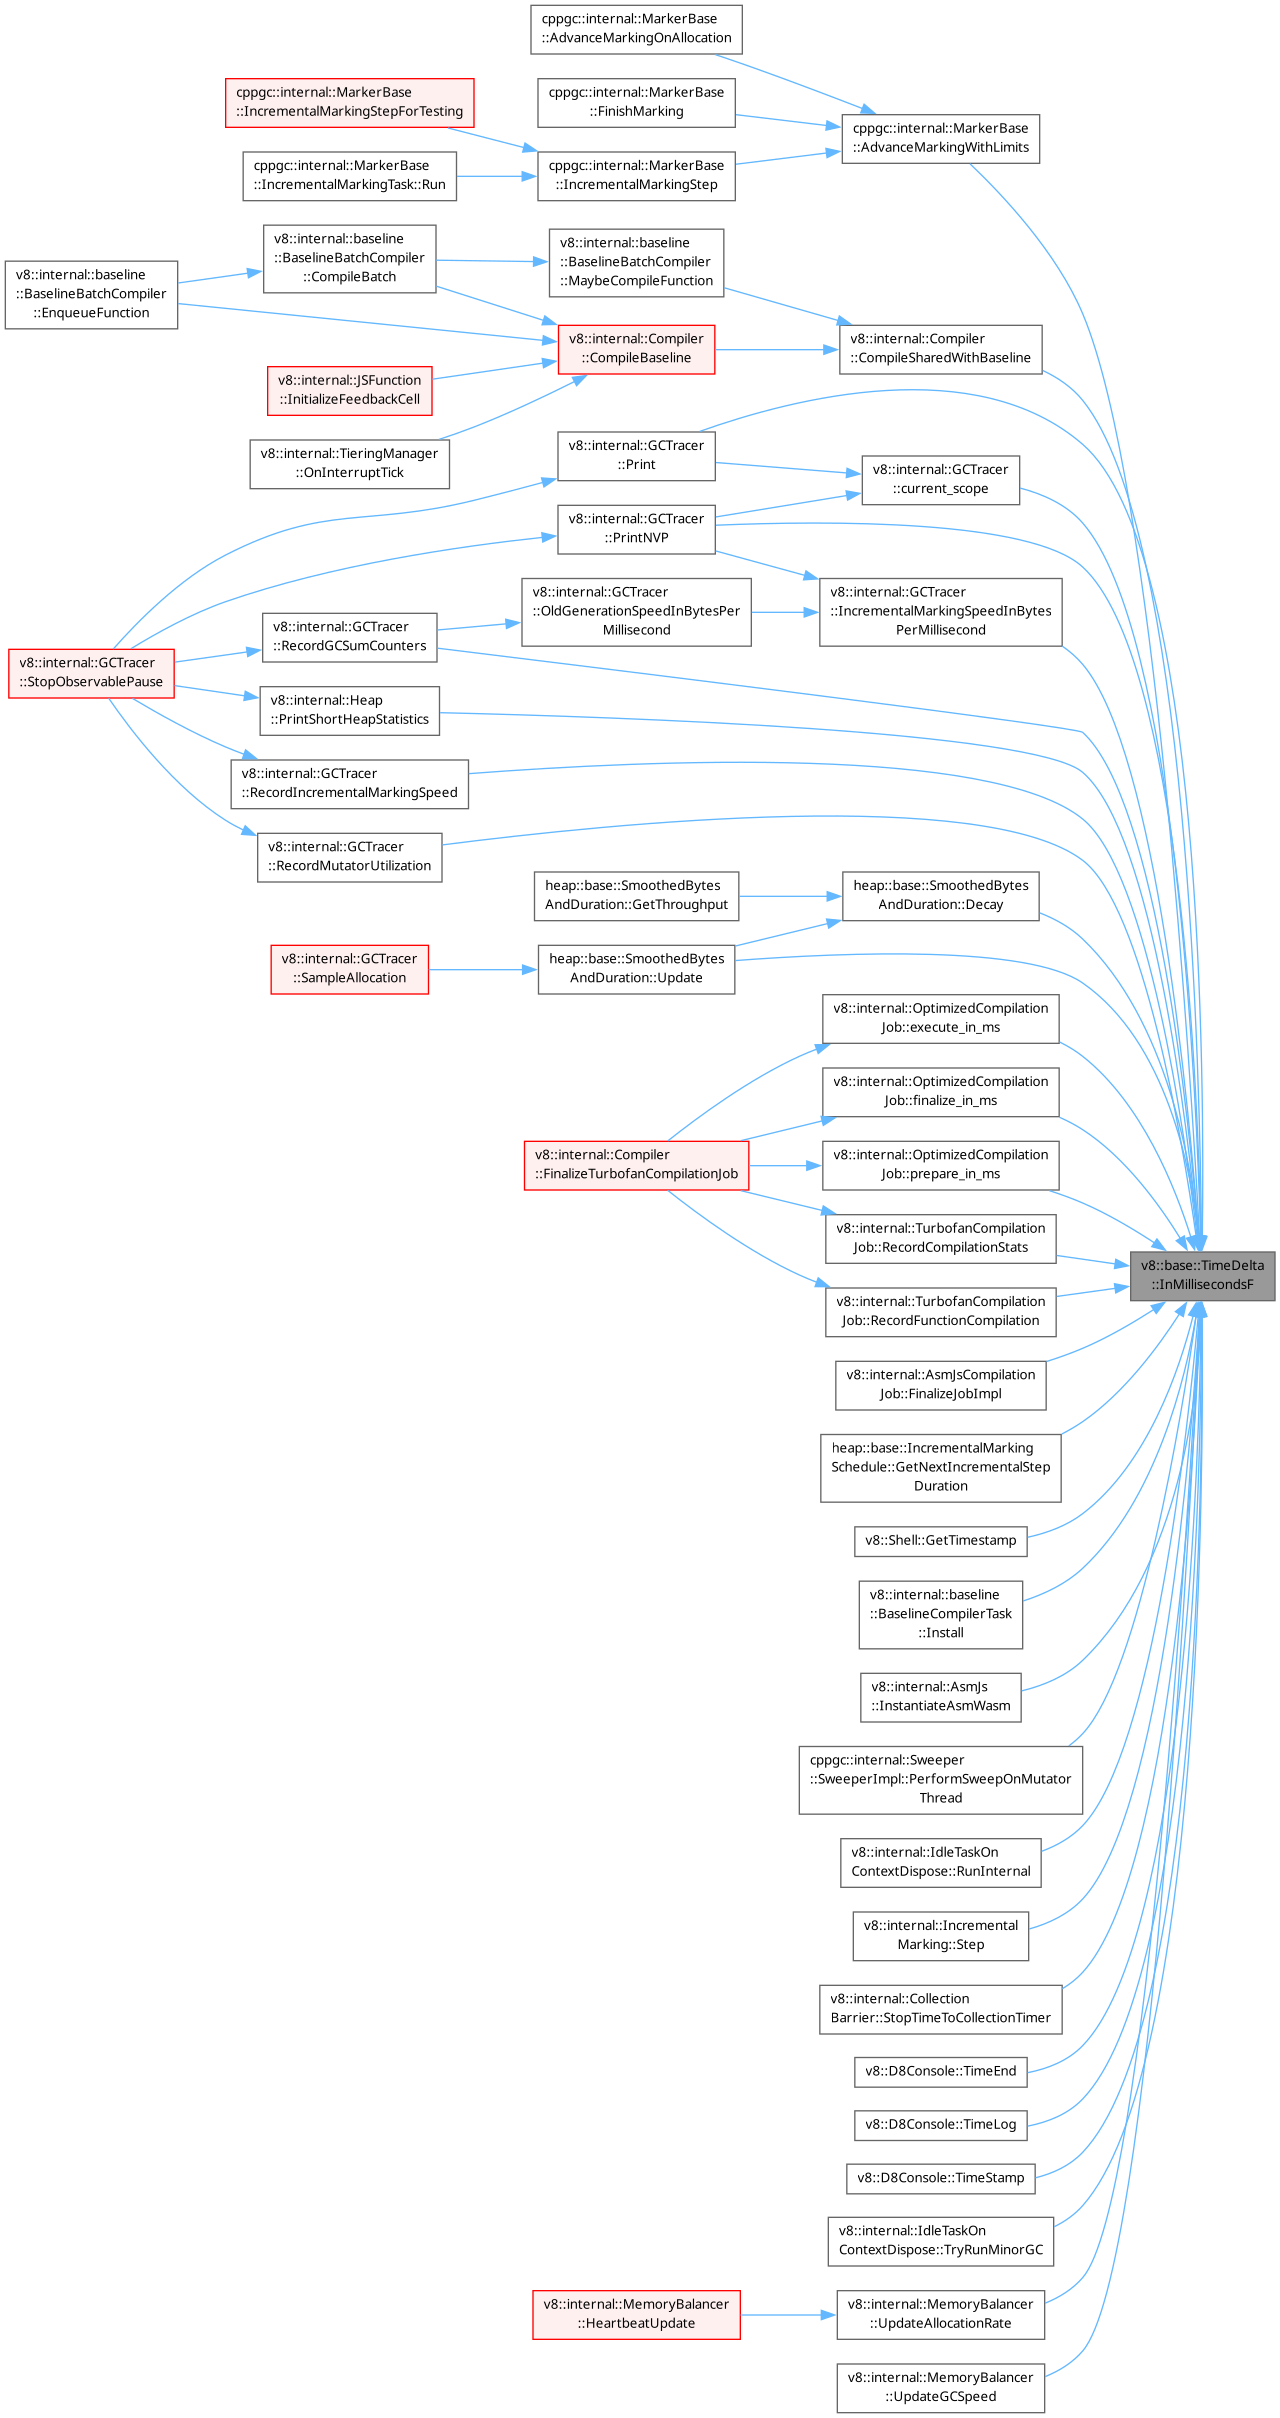 cppgc::internal::MarkerBase
::AdvanceMarkingOnAllocation
cppgc::internal::MarkerBase
::IncrementalMarkingStepForTesting
cppgc::internal::MarkerBase
::FinishMarking
cppgc::internal::MarkerBase
::AdvanceMarkingWithLimits
cppgc::internal::MarkerBase
::IncrementalMarkingTask::Run
cppgc::internal::MarkerBase
::IncrementalMarkingStep
v8::internal::baseline
::BaselineBatchCompiler
::EnqueueFunction
v8::internal::baseline
::BaselineBatchCompiler
::CompileBatch
v8::internal::baseline
::BaselineBatchCompiler
::MaybeCompileFunction
v8::internal::Compiler
::CompileBaseline
v8::internal::Compiler
::CompileSharedWithBaseline
v8::internal::JSFunction
::InitializeFeedbackCell
v8::internal::TieringManager
::OnInterruptTick
v8::internal::GCTracer
::Print
v8::internal::GCTracer
::current_scope
v8::internal::GCTracer
::PrintNVP
v8::internal::GCTracer
::OldGenerationSpeedInBytesPer
Millisecond
v8::internal::GCTracer
::IncrementalMarkingSpeedInBytes
PerMillisecond
v8::internal::GCTracer
::RecordGCSumCounters
v8::internal::GCTracer
::StopObservablePause
v8::internal::Heap
::PrintShortHeapStatistics
v8::internal::GCTracer
::RecordIncrementalMarkingSpeed
v8::internal::GCTracer
::RecordMutatorUtilization
heap::base::SmoothedBytes
AndDuration::GetThroughput
heap::base::SmoothedBytes
AndDuration::Decay
v8::internal::GCTracer
::SampleAllocation
heap::base::SmoothedBytes
AndDuration::Update
v8::internal::OptimizedCompilation
Job::execute_in_ms
v8::internal::OptimizedCompilation
Job::finalize_in_ms
v8::internal::Compiler
::FinalizeTurbofanCompilationJob
v8::internal::OptimizedCompilation
Job::prepare_in_ms
v8::internal::TurbofanCompilation
Job::RecordCompilationStats
v8::base::TimeDelta
::InMillisecondsF
v8::internal::TurbofanCompilation
Job::RecordFunctionCompilation
v8::internal::AsmJsCompilation
Job::FinalizeJobImpl
heap::base::IncrementalMarking
Schedule::GetNextIncrementalStep
Duration
v8::Shell::GetTimestamp
v8::internal::baseline
::BaselineCompilerTask
::Install
v8::internal::AsmJs
::InstantiateAsmWasm
cppgc::internal::Sweeper
::SweeperImpl::PerformSweepOnMutator
Thread
v8::internal::IdleTaskOn
ContextDispose::RunInternal
v8::internal::Incremental
Marking::Step
v8::internal::Collection
Barrier::StopTimeToCollectionTimer
v8::D8Console::TimeEnd
v8::D8Console::TimeLog
v8::D8Console::TimeStamp
v8::internal::IdleTaskOn
ContextDispose::TryRunMinorGC
v8::internal::MemoryBalancer
::HeartbeatUpdate
v8::internal::MemoryBalancer
::UpdateAllocationRate
v8::internal::MemoryBalancer
::UpdateGCSpeed